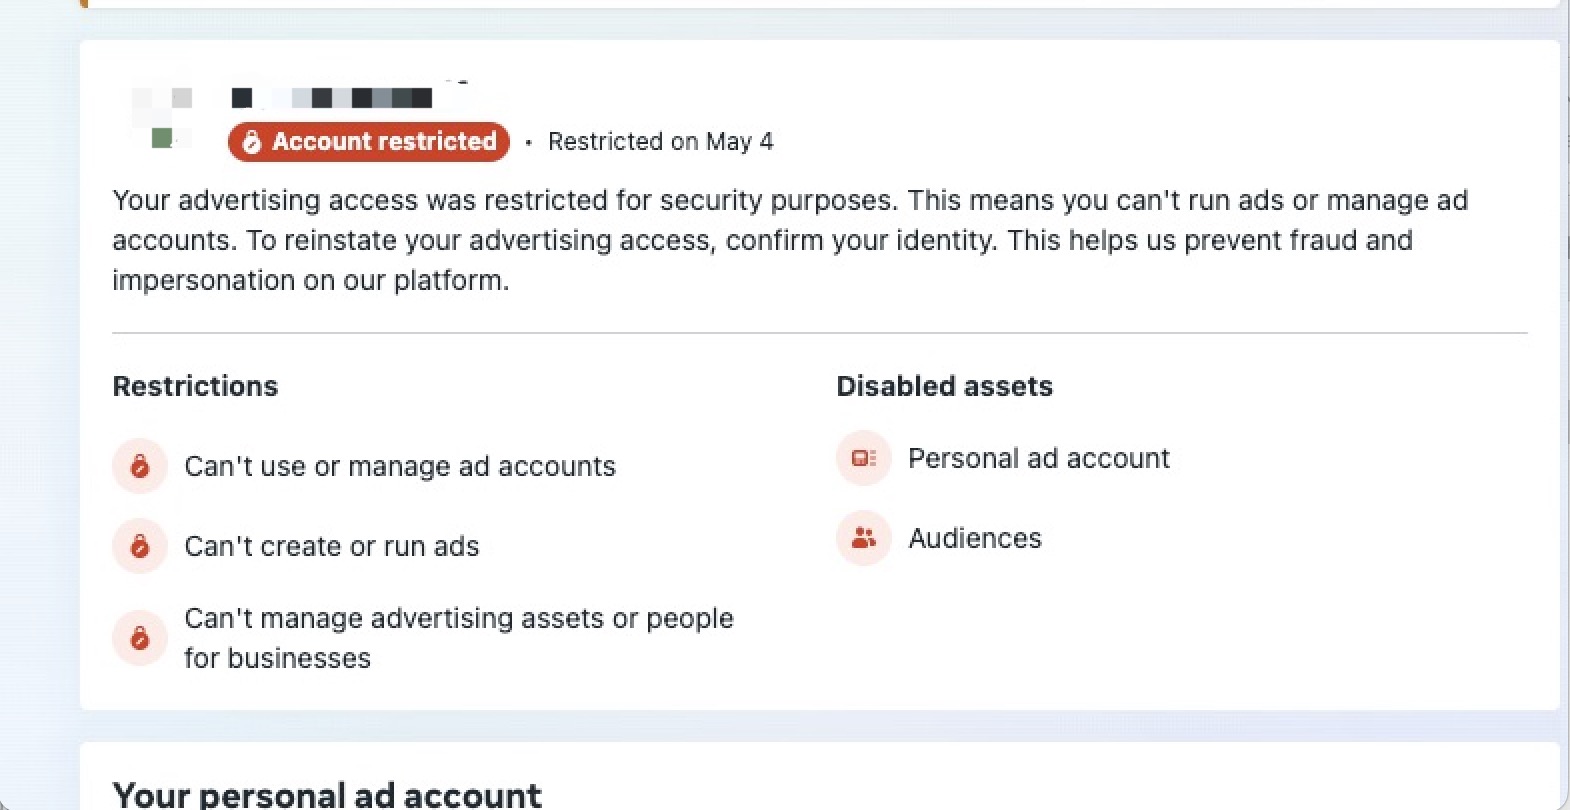 Account restricted · Restricted on May 4
Your advertising access was restricted for security purposes. This means you can't run ads or manage ad
accounts. To reinstate your advertising access, confirm your identity. This helps us prevent fraud and
impersonation on our platform.
Restrictions
Can't use or manage ad accounts
Can't create or run ads
Can't manage advertising assets or people
for businesses
Disabled assets
Personal ad account
Audiences
Your personal ad account